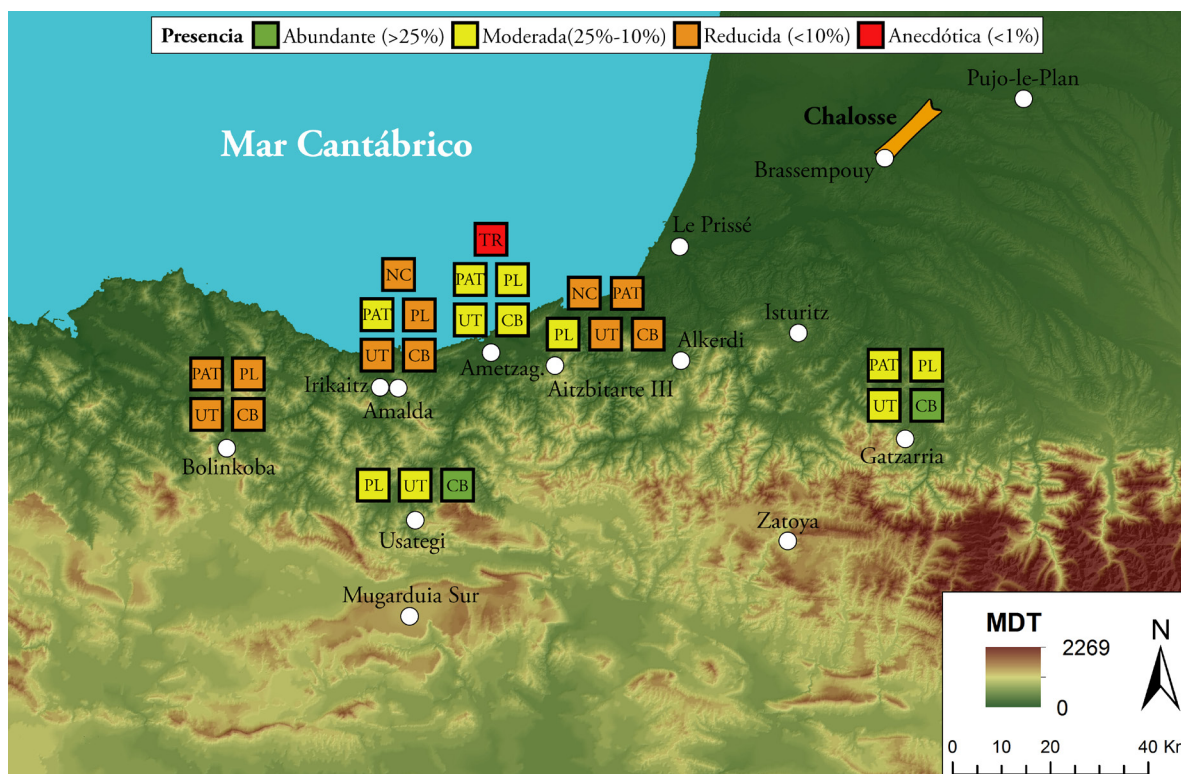 Presencia Abundante (>25%) Moderada(25%-10%) Reducida (<10%) Anecdótica (<1%)
Pujo-le-Plan
Chalosse
Mar Cantábrico
Brassempouy
Le Prissé
TR
NC
PAT PL
NC PAT
PAT PL
UT CB
PL UT CB
Isturitz
Alkerdi
UT CB
Ametzag.
Aitzbitarte III
Irikaitz
Amalda
PAT PL
UT CB
Bolinkoba
PAT PL
UT CB
Gatzarria
PL UT CB
Usategi
Zatoya
Mugarduia Sur
MDT
2269
0
N
0 10 20 40 Km